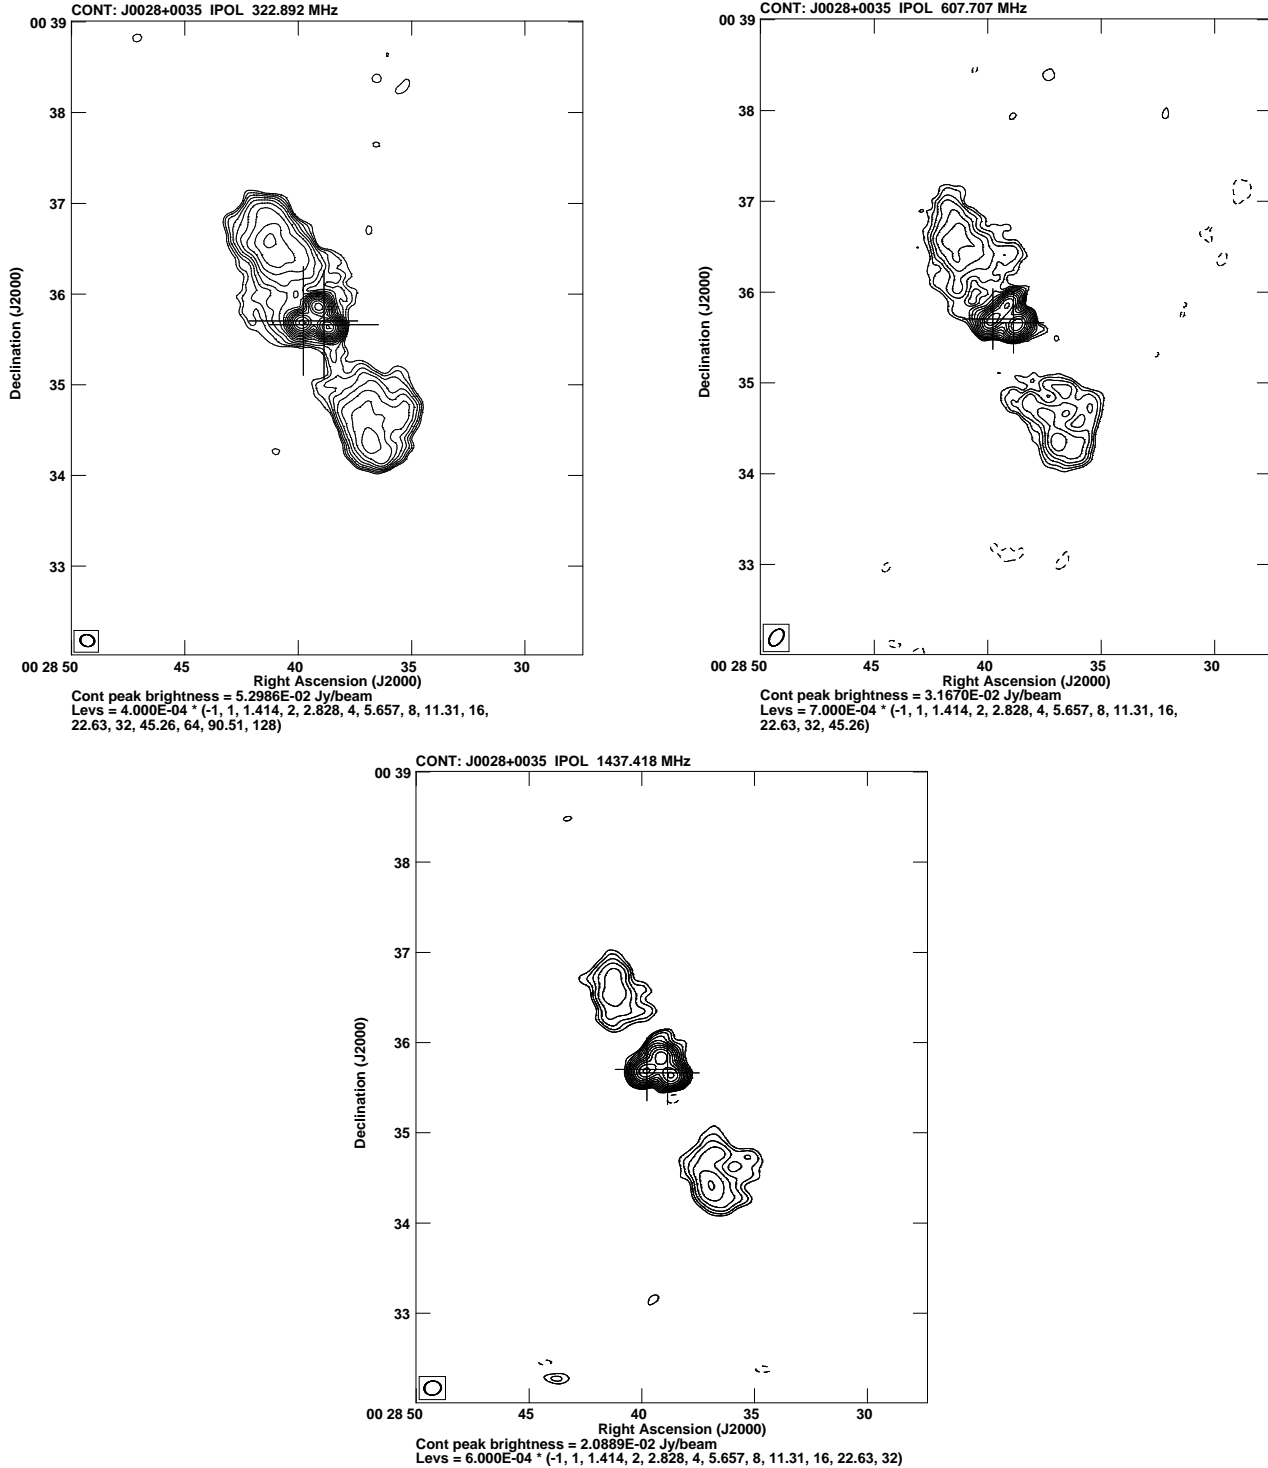 CONT: J0028+0035 IPOL 322.892 MHz
00 39
38
37
36
35
34
33
Declination (J2000)
00 28 50
45
40
35
30
Right Ascension (J2000)
Cont peak brightness = 5.2986E-02 Jy/beam
Levs = 4.000E-04 * (-1, 1, 1.414, 2, 2.828, 4, 5.657, 8, 11.31, 16,
22.63, 32, 45.26, 64, 90.51, 128)
CONT: J0028+0035 IPOL 607.707 MHz
00 39
38
37
36
35
34
33
Declination (J2000)
00 28 50
45
40
35
30
Right Ascension (J2000)
Cont peak brightness = 3.1670E-02 Jy/beam
Levs = 7.000E-04 * (-1, 1, 1.414, 2, 2.828, 4, 5.657, 8, 11.31, 16,
22.63, 32, 45.26)
CONT: J0028+0035 IPOL 1437.418 MHz
00 39
38
37
36
35
34
33
Declination (J2000)
00 28 50
45
40
35
30
Right Ascension (J2000)
Cont peak brightness = 2.0889E-02 Jy/beam
Levs = 6.000E-04 * (-1, 1, 1.414, 2, 2.828, 4, 5.657, 8, 11.31, 16, 22.63, 32)